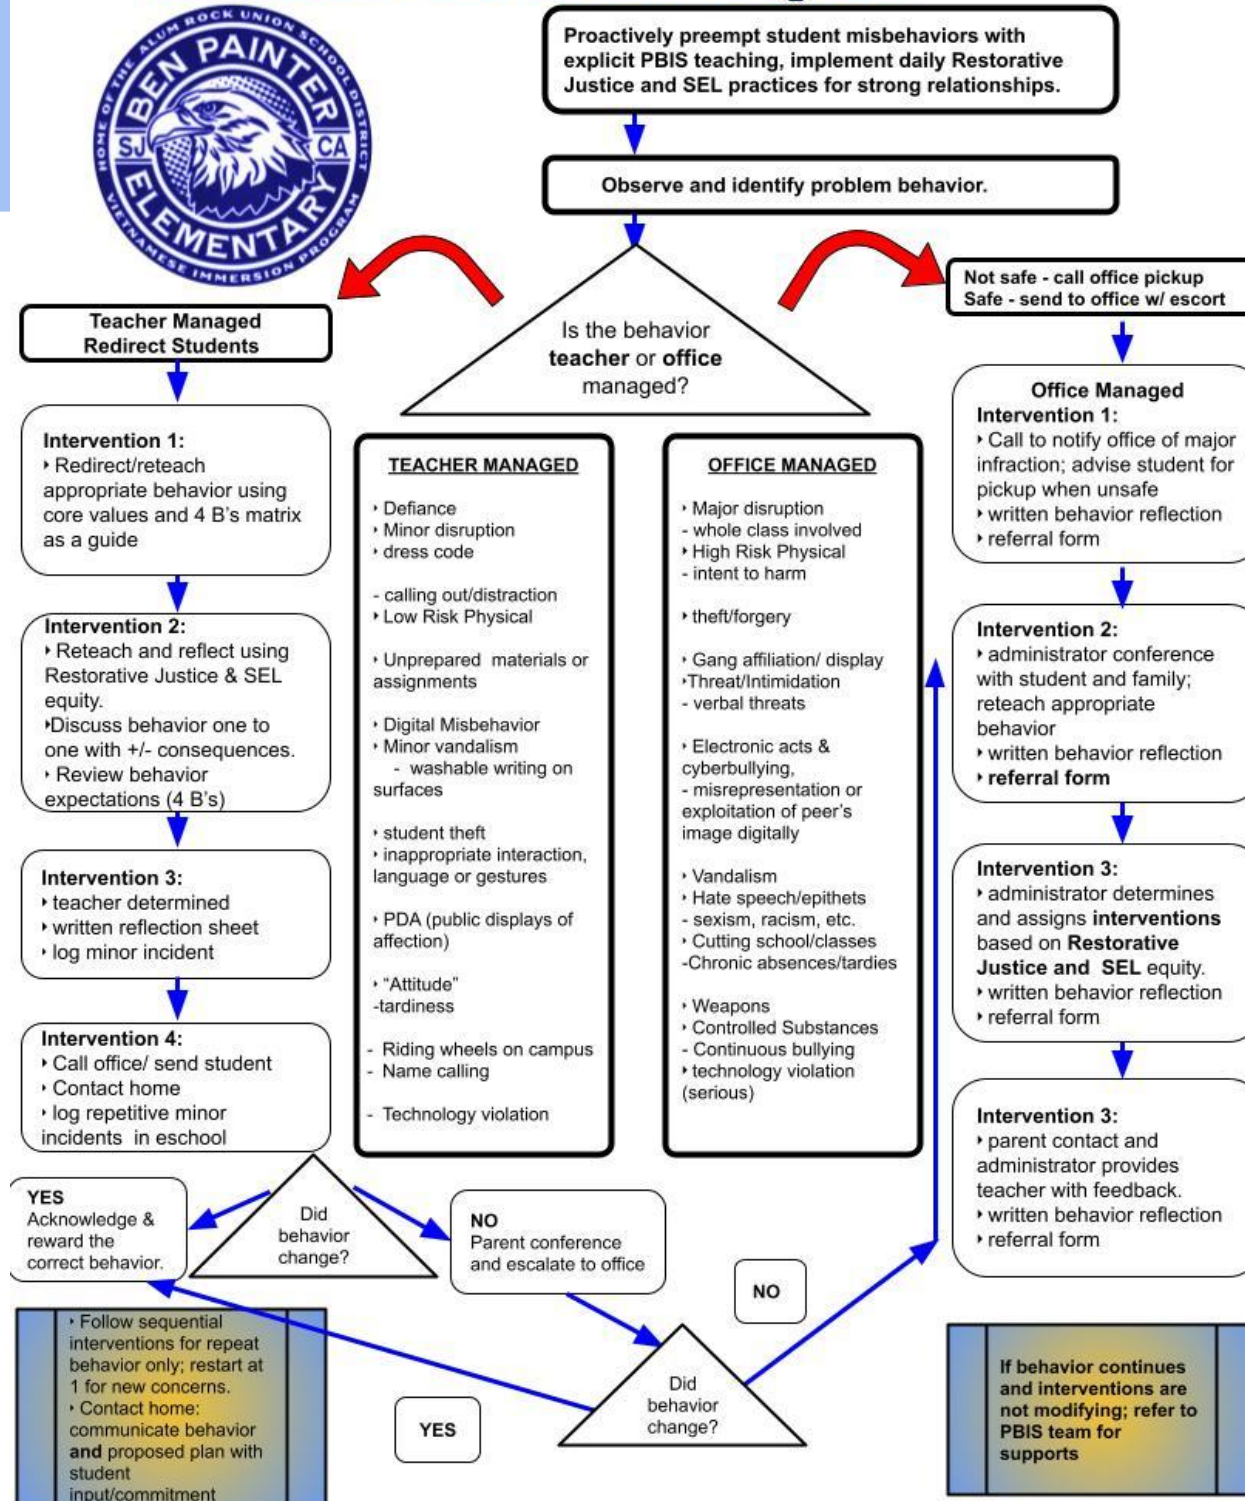 HOME OF THE ALUM ROCK UNION SCHOOL DISTRICT
BEN PAINTER
SJ
CA
ELEMENTARY
VIETNAMESE IMMERSION PROGRAM
Proactively preempt student misbehaviors with
explicit PBIS teaching, implement daily Restorative
Justice and SEL practices for strong relationships.
Observe and identify problem behavior.
Is the behavior
teacher or office
managed?
Teacher Managed
Redirect Students
Intervention 1:
‣ Redirect/reteach
appropriate behavior using
core values and 4 B's matrix
as a guide
Intervention 2:
‣ Reteach and reflect using
Restorative Justice & SEL
equity.
‣Discuss behavior one to
one with +/- consequences.
‣ Review behavior
expectations (4 B's)
Intervention 3:
‣ teacher determined
‣ written reflection sheet
‣ log minor incident
Intervention 4:
‣ Call office/ send student
‣ Contact home
‣ log repetitive minor
incidents in eschool
TEACHER MANAGED
‣ Defiance
‣ Minor disruption
‣ dress code
- calling out/distraction
‣ Low Risk Physical
‣ Unprepared materials or
assignments
‣ Digital Misbehavior
‣ Minor vandalism
- washable writing on
surfaces
‣ student theft
‣ inappropriate interaction,
language or gestures
‣ PDA (public displays of
affection)
‣ "Attitude"
-tardiness
- Riding wheels on campus
- Name calling
- Technology violation
OFFICE MANAGED
‣ Major disruption
- whole class involved
‣ High Risk Physical
- intent to harm
‣ theft/forgery
‣ Gang affiliation/ display
‣Threat/Intimidation
- verbal threats
‣ Electronic acts &
cyberbullying,
- misrepresentation or
exploitation of peer's
image digitally
‣ Vandalism
‣ Hate speech/epithets
- sexism, racism, etc.
‣ Cutting school/classes
-Chronic absences/tardies
‣ Weapons
‣ Controlled Substances
- Continuous bullying
‣ technology violation
(serious)
Not safe - call office pickup
Safe - send to office w/ escort
Office Managed
Intervention 1:
‣ Call to notify office of major
infraction; advise student for
pickup when unsafe
‣ written behavior reflection
‣ referral form
Intervention 2:
‣ administrator conference
with student and family;
reteach appropriate
behavior
‣ written behavior reflection
‣ referral form
Intervention 3:
‣ administrator determines
and assigns interventions
based on Restorative
Justice and SEL equity.
‣ written behavior reflection
‣ referral form
Intervention 3:
‣ parent contact and
administrator provides
teacher with feedback.
‣ written behavior reflection
‣ referral form
Did
behavior
change?
YES
Acknowledge &
reward the
correct behavior.
NO
Parent conference
and escalate to office
Did
behavior
change?
YES
NO
‣ Follow sequential
interventions for repeat
behavior only; restart at
1 for new concerns.
‣ Contact home:
communicate behavior
and proposed plan with
student
input/commitment
If behavior continues
and interventions are
not modifying; refer to
PBIS team for
supports